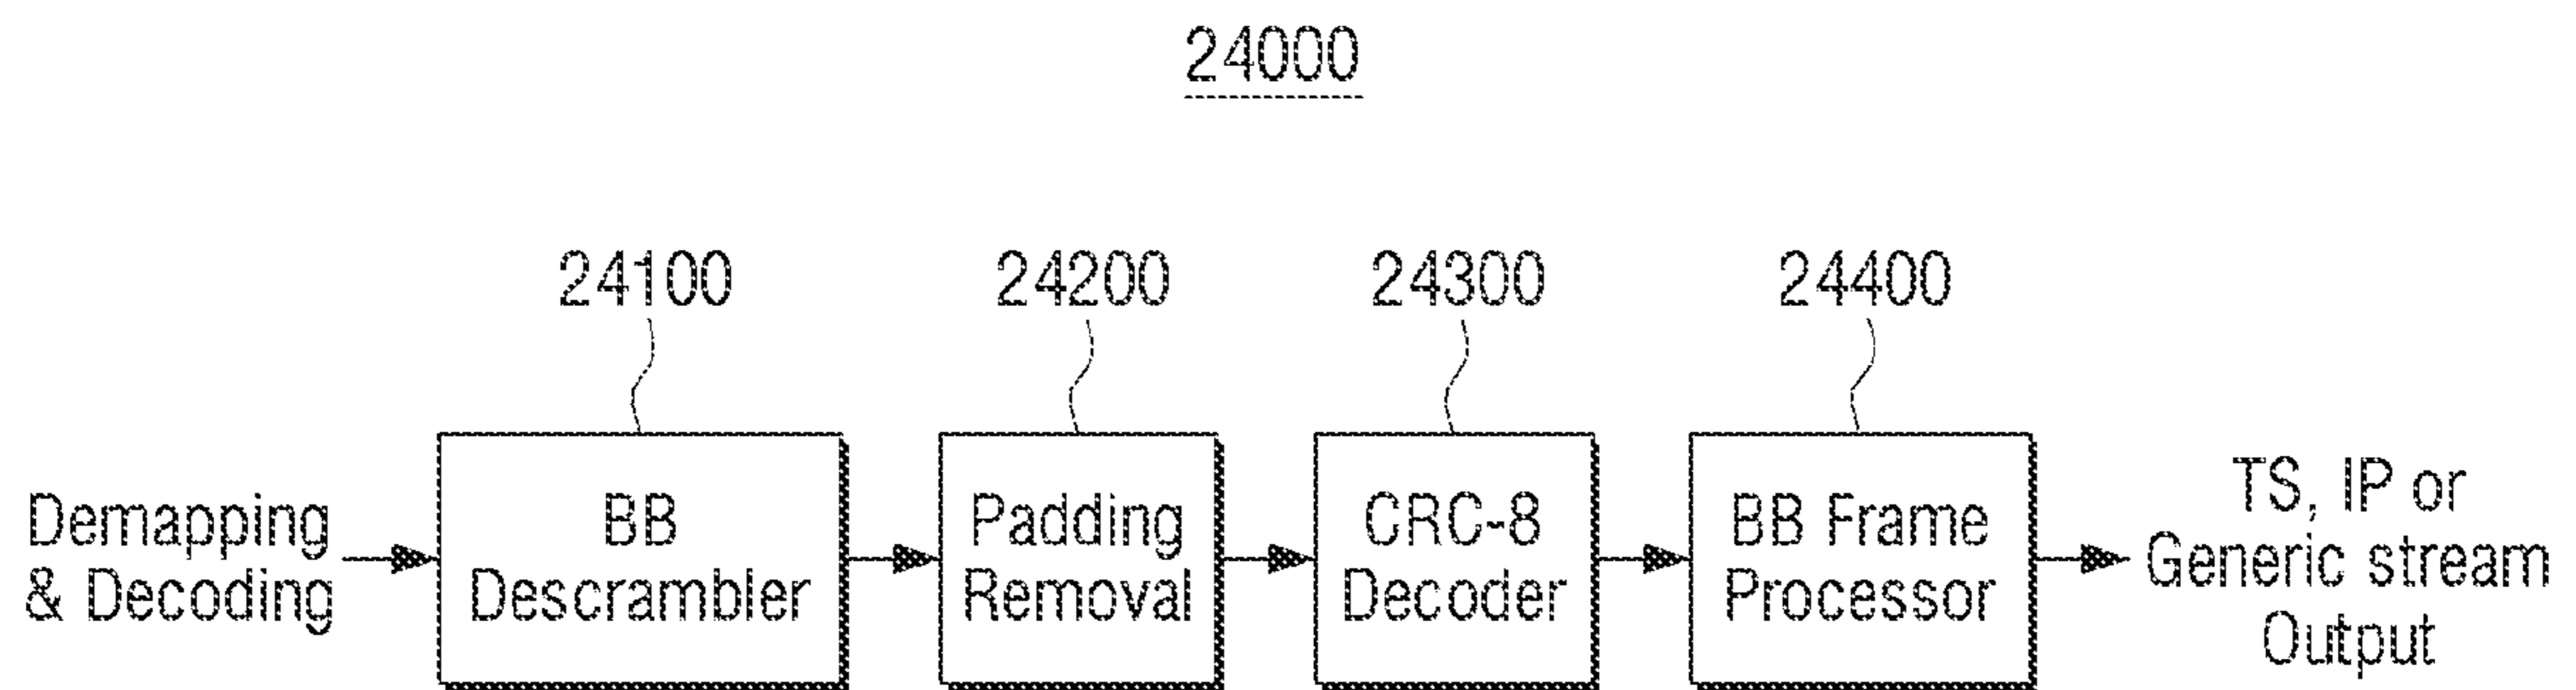 24000
24100
24200
24300
24400
Demapping
& Decoding
BB
Descrambler
Padding
Removal
CRC-8
Decoder
BB Frame
Processor
TS, IP or
Generic stream
Output